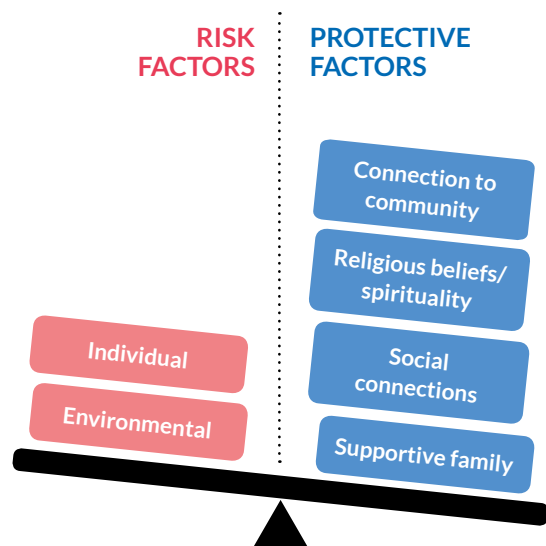 RISK
FACTORS
PROTECTIVE
FACTORS
Connection to
community
Religious beliefs/
spirituality
Social
connections
Supportive family
Individual
Environmental